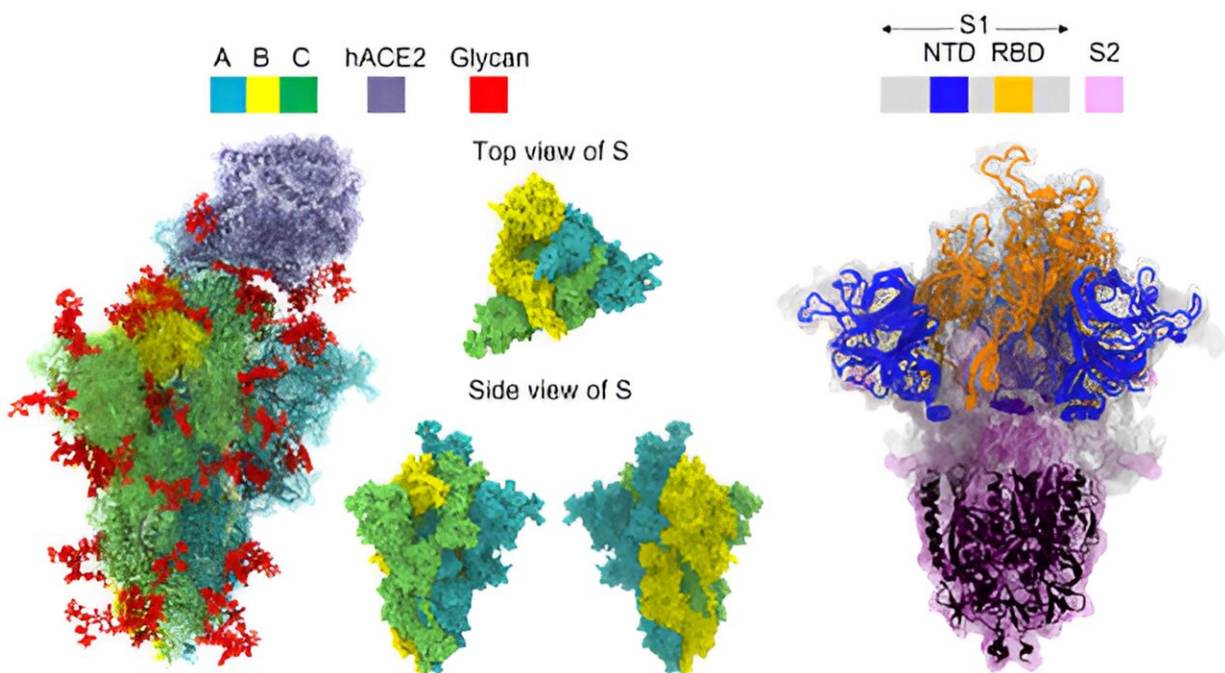 S1
A B C hACE2 Glycan
NTD RBD S2
Top view of S
Side view of S